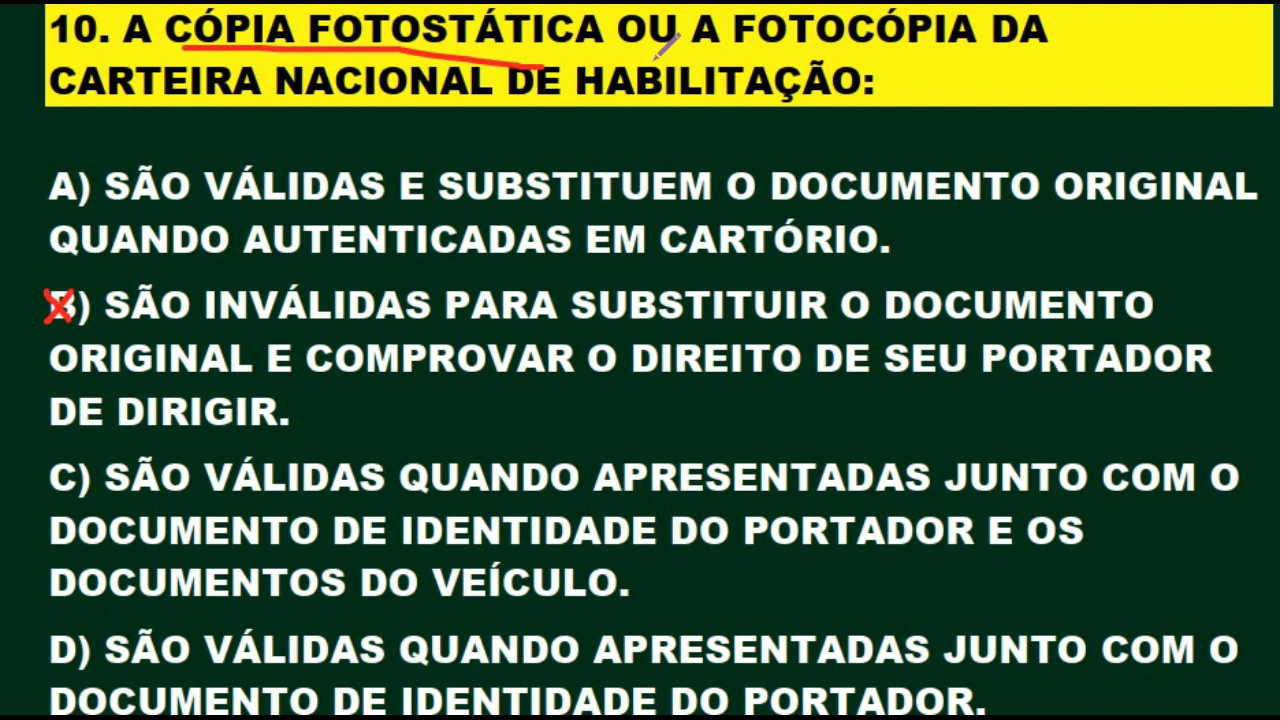 10. A CÓPIA FOTOSTÁTICA OU A FOTOCÓPIA DA
CARTEIRA NACIONAL DE HABILITAÇÃO:
A) SÃO VÁLIDAS E SUBSTITUEM O DOCUMENTO ORIGINAL
QUANDO AUTENTICADAS EM CARTÓRIO.
B) SÃO INVÁLIDAS PARA SUBSTITUIR O DOCUMENTO
ORIGINAL E COMPROVAR O DIREITO DE SEU PORTADOR
DE DIRIGIR.
C) SÃO VÁLIDAS QUANDO APRESENTADAS JUNTO COM O
DOCUMENTO DE IDENTIDADE DO PORTADOR E OS
DOCUMENTOS DO VEÍCULO.
D) SÃO VÁLIDAS QUANDO APRESENTADAS JUNTO COM O
DOCUMENTO DE IDENTIDADE DO PORTADOR.